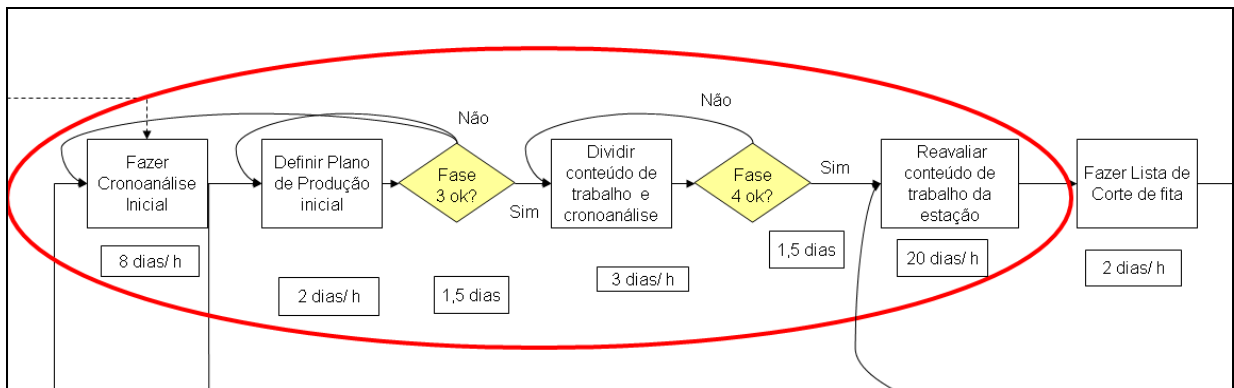 Não
Não
Fazer
Cronoanálise
Inicial
Definir Plano
de Produção
inicial
Fase
3 ok?
Sim
Dividir
conteúdo de
trabalho e
cronoanálise
Fase
4 ok?
Sim
Reavaliar
conteúdo de
trabalho da
estação
Fazer Lista de
Corte de fita
8 dias/ h
2 dias/ h
1,5 dias
3 dias/ h
1,5 dias
20 dias/ h
2 dias/ h